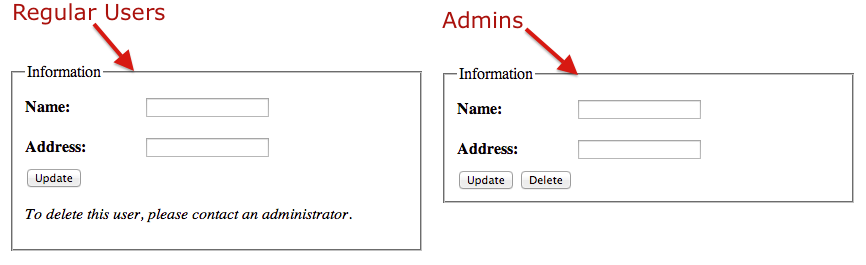 Regular Users
Information
Name:
Address:
Update
To delete this user, please contact an administrator.
Admins
Information
Name:
Address:
Update Delete